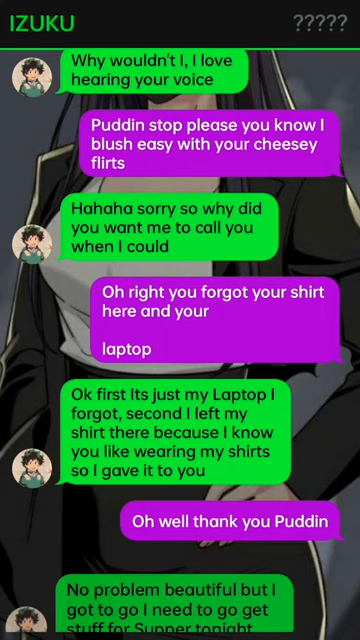 IZUKU
?????
Why wouldn't I, I love
hearing your voice
Puddin stop please you know I
blush easy with your cheesey
flirts
Hahaha sorry so why did
you want me to call you
when I could
Oh right you forgot your shirt
here and your
laptop
Ok first Its just my Laptop I
forgot, second I left my
shirt there because I know
you like wearing my shirts
so I gave it to you
Oh well thank you Puddin
No problem beautiful but I
got to go I need to go get
stuff for Supper tonight